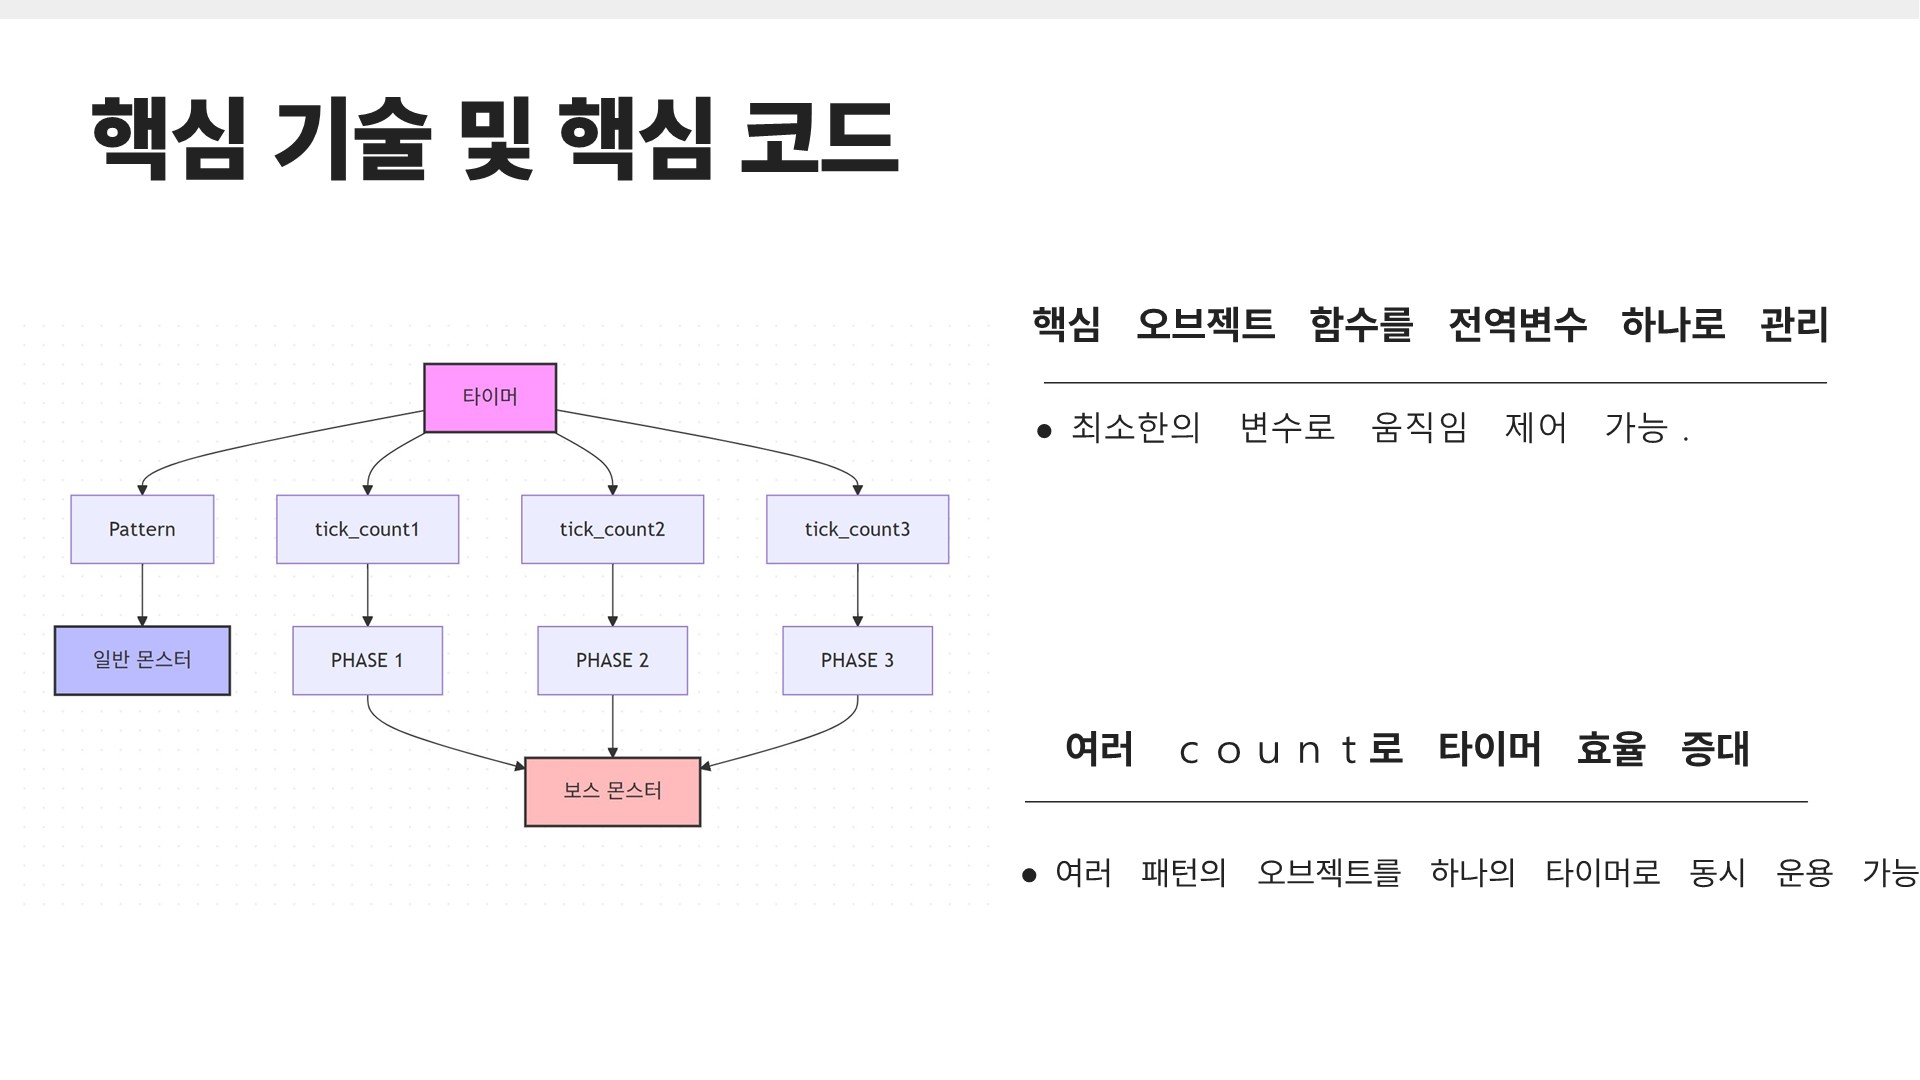 핵심 기술 및 핵심 코드
타이머
Pattern
tick_count1
tick_count2
tick_count3
일반 몬스터
PHASE 1
PHASE 2
PHASE 3
보스 몬스터
핵심 오브젝트 함수를 전역변수 하나로 관리
● 최소한의 변수로 움직임 제어 가능.
여러 count로 타이머 효율 증대
● 여러 패턴의 오브젝트를 하나의 타이머로 동시 운용 가능